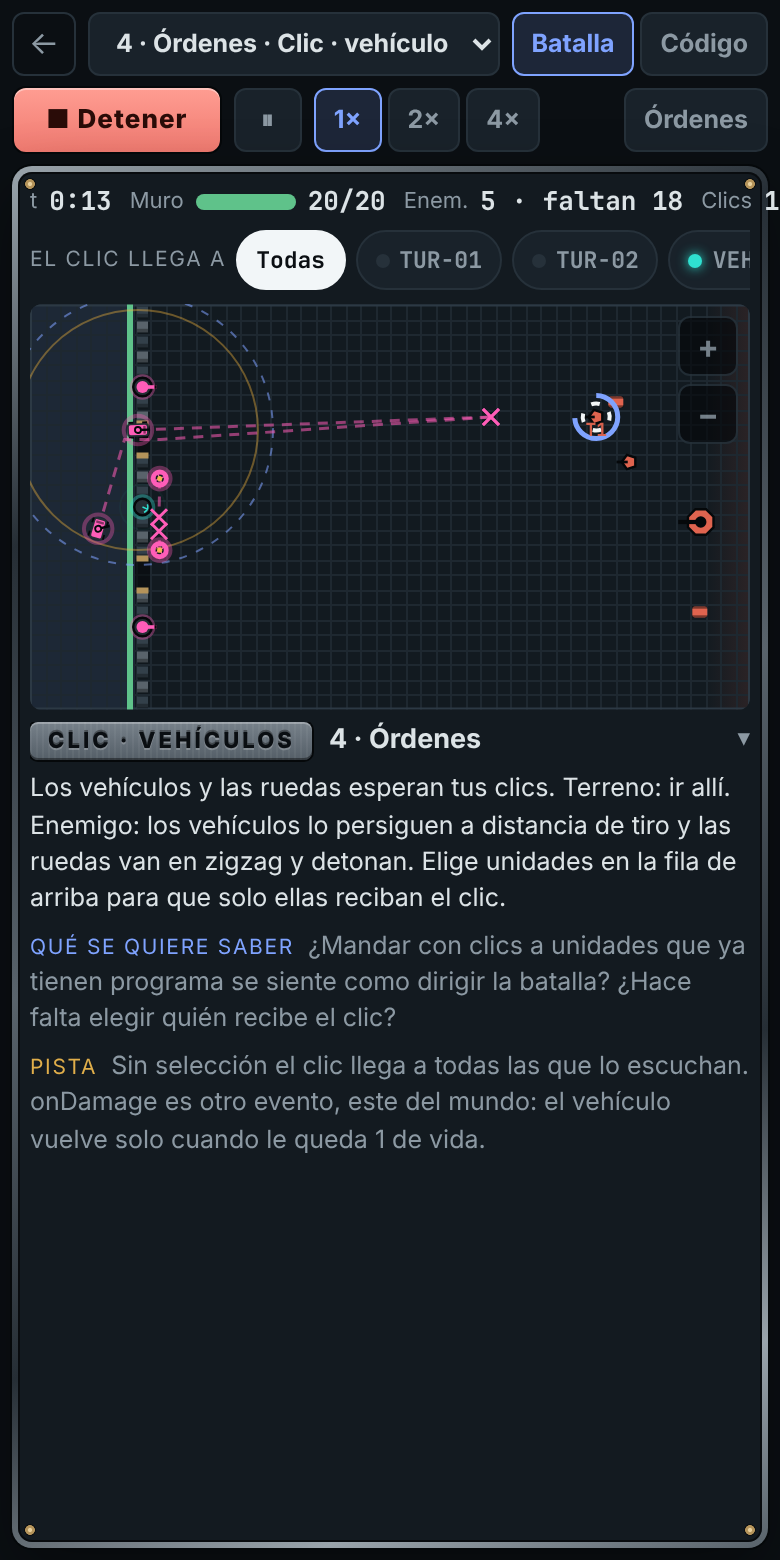 4 · Órdenes · Clic · vehículo
Batalla
Código
Detener
1×
2×
4×
Órdenes
t 0:13 Muro 20/20 Enem. 5 · faltan 18 Clics 1
EL CLIC LLEGA A Todas TUR-01 TUR-02 VEH
+
−
CLIC · VEHÍCULOS 4 · Órdenes
Los vehículos y las ruedas esperan tus clics. Terreno: ir allí.
Enemigo: los vehículos lo persiguen a distancia de tiro y las
ruedas van en zigzag y detonan. Elige unidades en la fila de
arriba para que solo ellas reciban el clic.
QUÉ SE QUIERE SABER ¿Mandar con clics a unidades que ya
tienen programa se siente como dirigir la batalla? ¿Hace
falta elegir quién recibe el clic?
PISTA Sin selección el clic llega a todas las que lo escuchan.
onDamage es otro evento, este del mundo: el vehículo
vuelve solo cuando le queda 1 de vida.